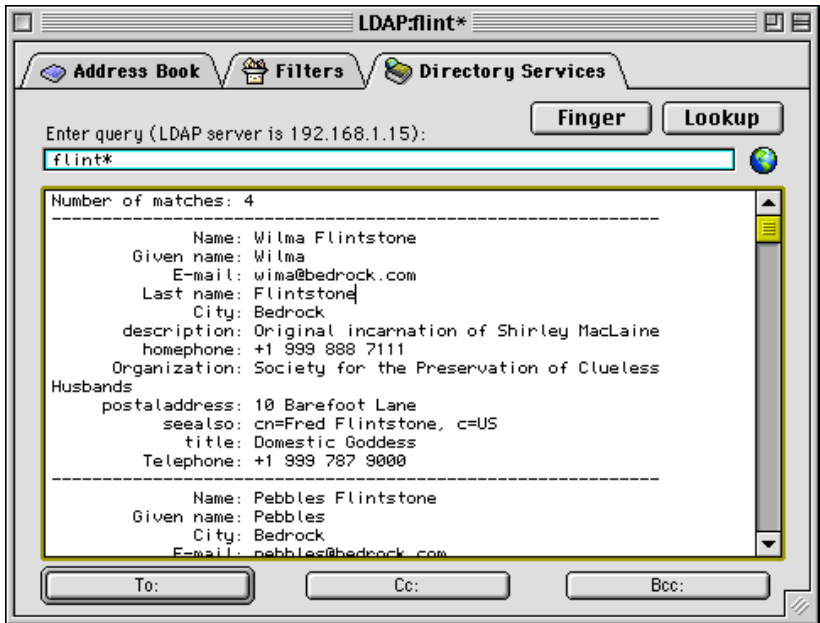 LDAP:flint*
Address Book Filters Directory Services
Finger Lookup
Enter query (LDAP server is 192.168.1.15):
flint*
Number of matches: 4
------------------------------------------------------------
Name: Wilma Flintstone
Given name: Wilma
E-mail: wima@bedrock.com
Last name: Flintstone
City: Bedrock
description: Original incarnation of Shirley MacLaine
homephone: +1 999 888 7111
Organization: Society for the Preservation of Clueless
Husbands
postaladdress: 10 Barefoot Lane
seealso: cn=Fred Flintstone, c=US
title: Domestic Goddess
Telephone: +1 999 787 9000
------------------------------------------------------------
Name: Pebbles Flintstone
Given name: Pebbles
City: Bedrock
E-mail: pebbles@bedrock.com
To: Cc: Bcc: